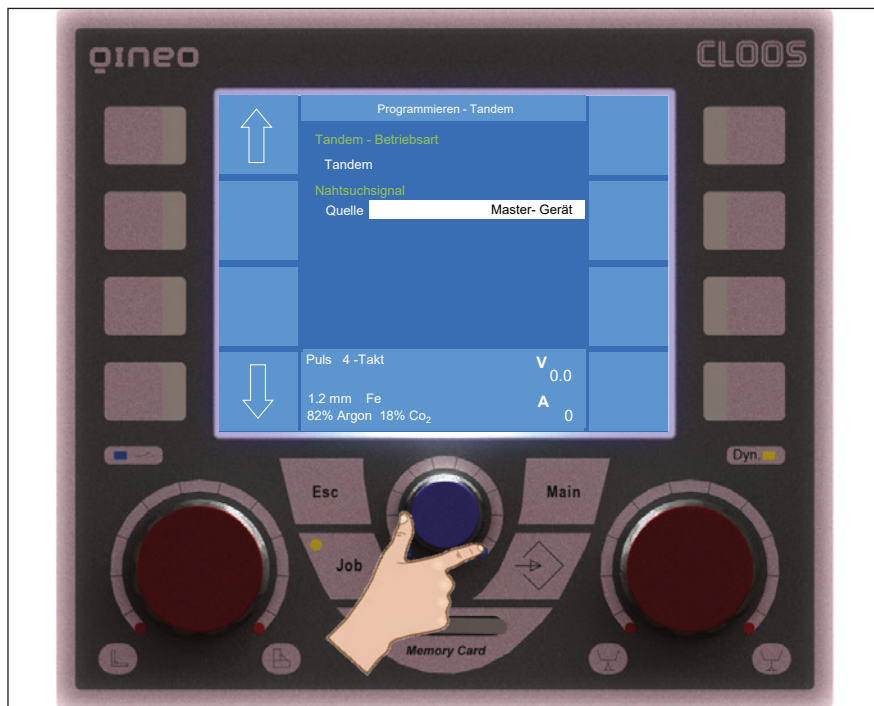 QINEO
CLOOS
Programmieren - Tandem
Tandem - Betriebsart
Tandem
Nahtsuchsignal
Quelle Master- Gerät
Puls 4 -Takt
V
0.0
1.2 mm Fe
A
82% Argon 18% Co₂
0
Dyn.
Esc
Main
Job
Memory Card